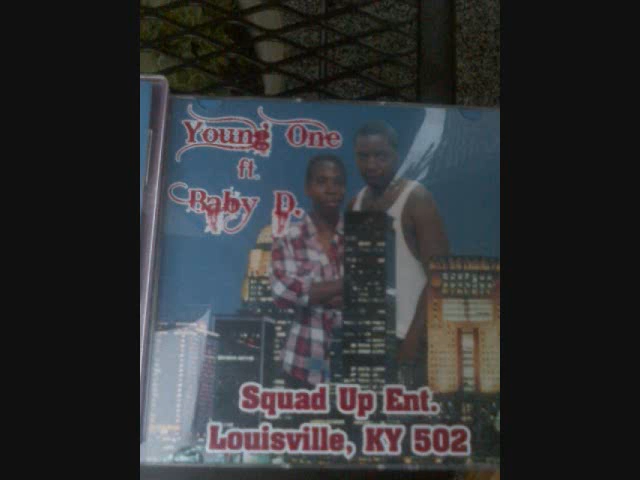 Young One
ft.
Baby D.
Squad Up Ent.
Louisville, KY 502